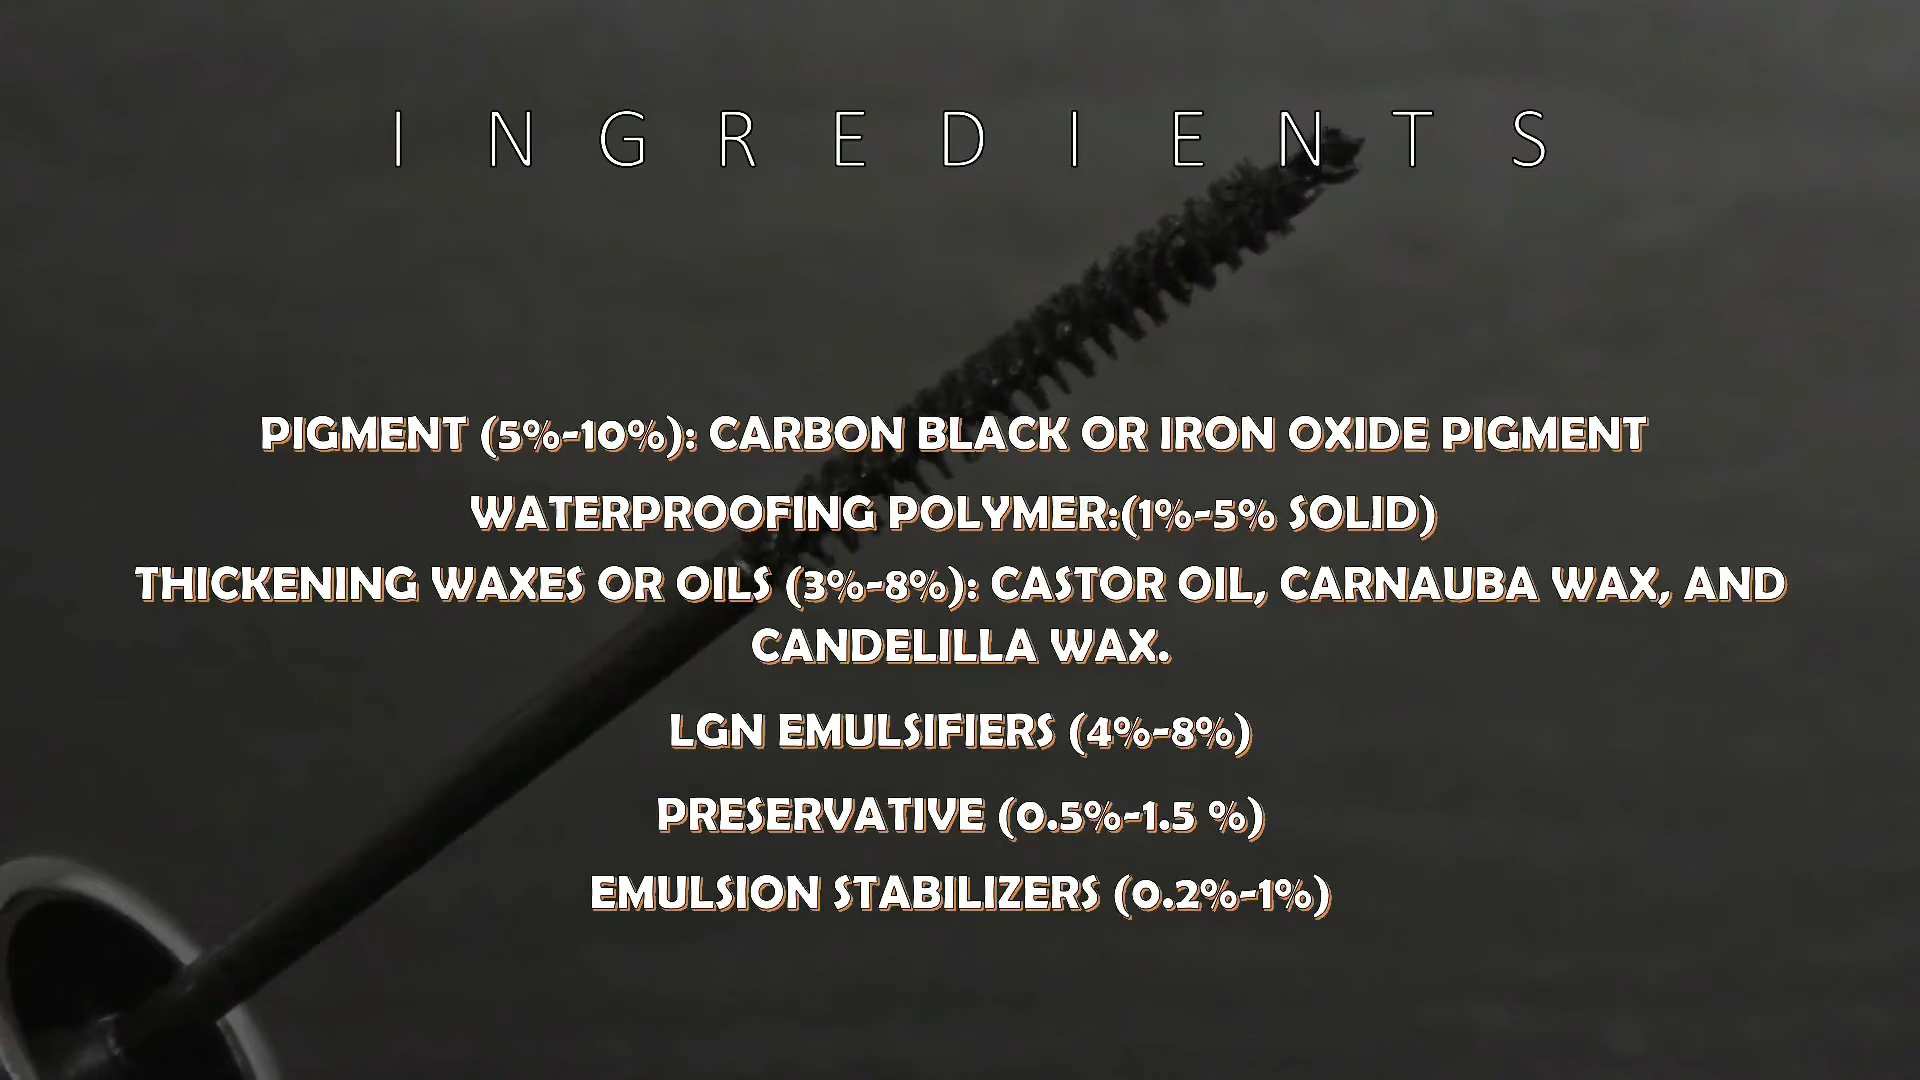 INGREDIENTS
PIGMENT (5%-10%): CARBON BLACK OR IRON OXIDE PIGMENT
WATERPROOFING POLYMER:(1%-5% SOLID)
THICKENING WAXES OR OILS (3%-8%): CASTOR OIL, CARNAUBA WAX, AND
CANDELILLA WAX.
LGN EMULSIFIERS (4%-8%)
PRESERVATIVE (0.5%-1.5 %)
EMULSION STABILIZERS (0.2%-1%)